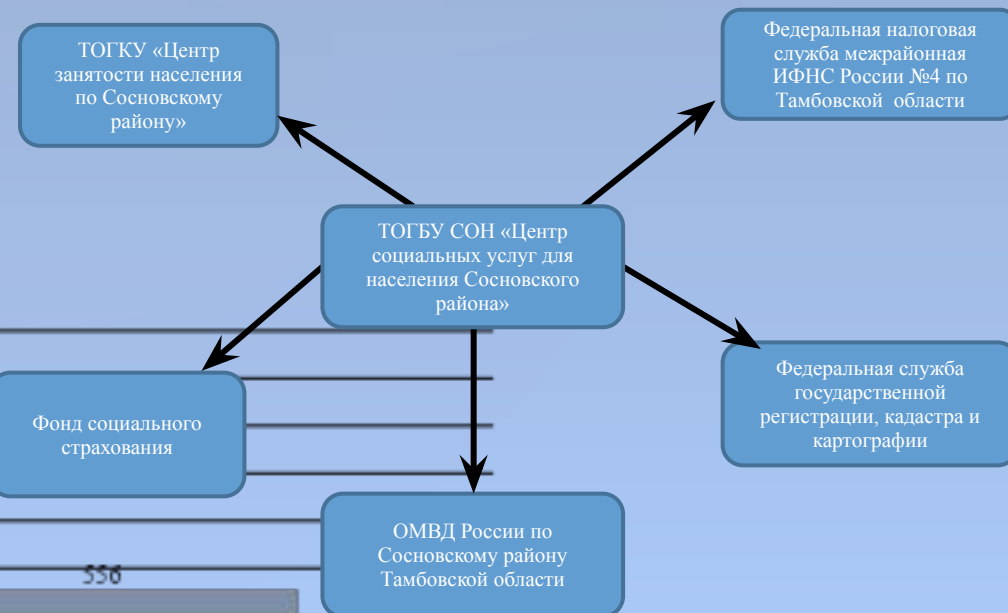 ТОГКУ «Центр
занятости населения
по Сосновскому
району»
Федеральная налоговая
служба межрайонная
ИФНС России №4 по
Тамбовской области
ТОГБУ СОН «Центр
социальных услуг для
населения Сосновского
района»
Фонд социального
страхования
Федеральная служба
государственной
регистрации, кадастра и
картографии
ОМВД России по
Сосновскому району
Тамбовской области
556